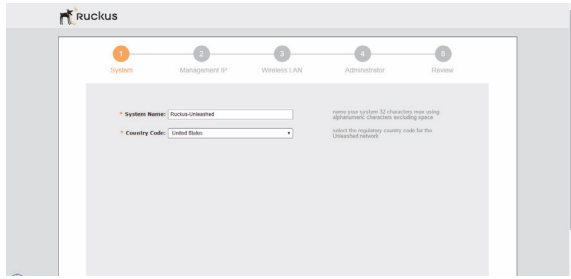 Ruckus
1 2 3 4 5
System Management IP Wireless LAN Administrator Review
* System Name: Ruckus-Unleashed
name your system 32 characters max using
alphanumeric characters excluding space
* Country Code: United States
select the regulatory country code for the
Unleashed network